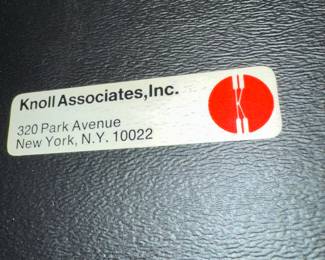 Knoll Associates,Inc.
320 Park Avenue
New York, N.Y. 10022